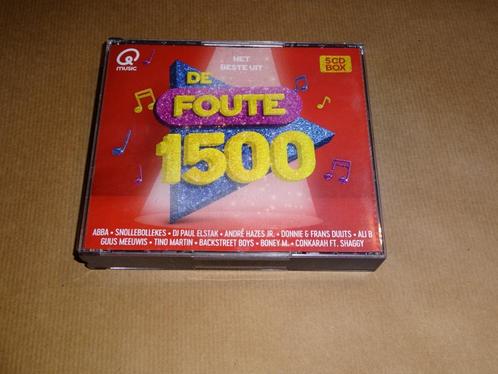 Q
music
HET
BESTE UIT
5CD
BOX
DE
FOUTE
1500
ABBA • SNOLLEBOLLEKES • DJ PAUL ELSTAK • ANDRÉ HAZES JR. • DONNIE & FRANS DUIJTS • ALI B
GUUS MEEUWIS • TINO MARTIN • BACKSTREET BOYS • BONEY M. • CONKARAH FT. SHAGGY